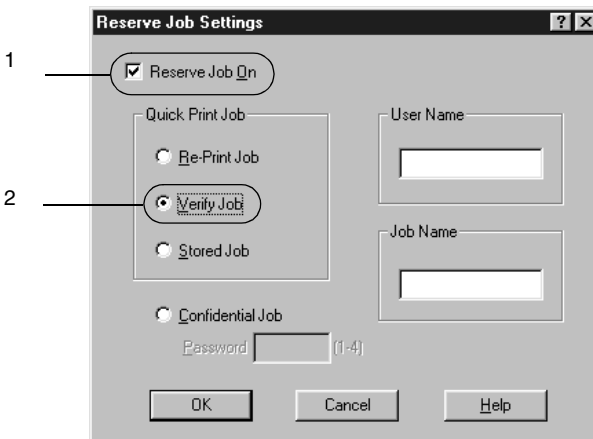 Reserve Job Settings
1
Reserve Job On
Quick Print Job
Re-Print Job
2
Verify Job
Stored Job
Confidential Job
Password
(1-4)
User Name
Job Name
OK
Cancel
Help